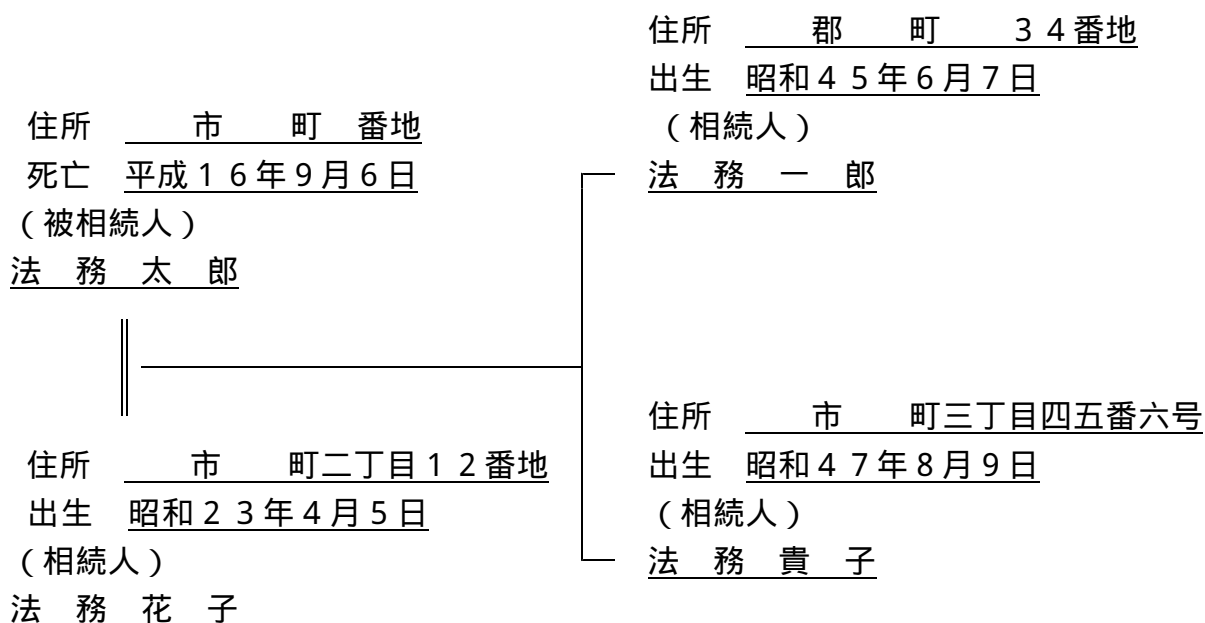 住所　　　郡　　町　　３４番地
出生　昭和４５年６月７日
（相続人）
法　務　一　郎
住所　　　市　　町　番地
死亡　平成１６年９月６日
（被相続人）
法　務　太　郎
住所　　　市　　町二丁目１２番地
出生　昭和２３年４月５日
（相続人）
法　務　花　子
住所　　　市　　町三丁目四五番六号
出生　昭和４７年８月９日
（相続人）
法　務　貴　子